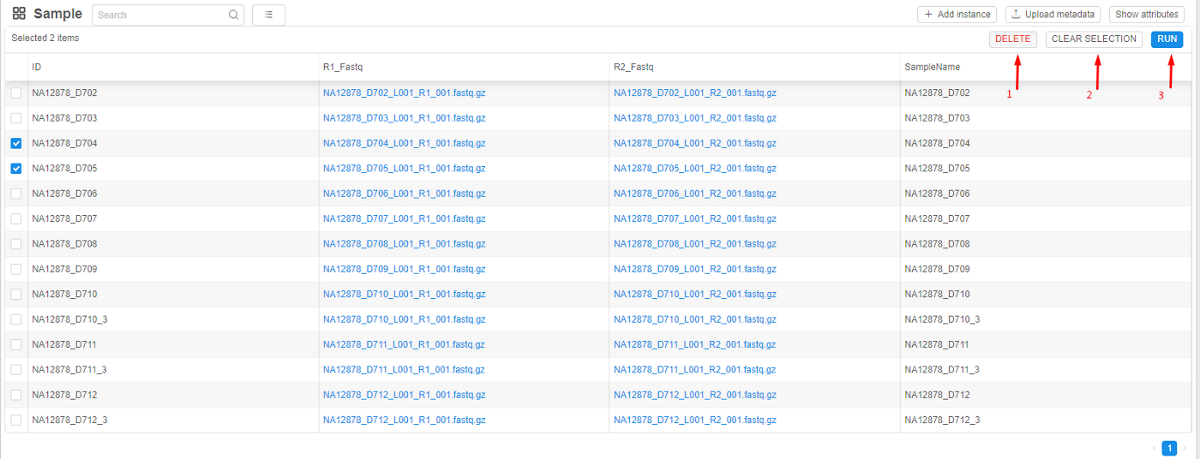 Sample Search Add instance Upload metadata Show attributes
Selected 2 items DELETE CLEAR SELECTION RUN
ID R1_Fastq R2_Fastq SampleName
1 2 3
NA12878_D702 NA12878_D702_L001_R1_001.fastq.gz NA12878_D702_L001_R2_001.fastq.gz NA12878_D702
NA12878_D703 NA12878_D703_L001_R1_001.fastq.gz NA12878_D703_L001_R2_001.fastq.gz NA12878_D703
NA12878_D704 NA12878_D704_L001_R1_001.fastq.gz NA12878_D704_L001_R2_001.fastq.gz NA12878_D704
NA12878_D705 NA12878_D705_L001_R1_001.fastq.gz NA12878_D705_L001_R2_001.fastq.gz NA12878_D705
NA12878_D706 NA12878_D706_L001_R1_001.fastq.gz NA12878_D706_L001_R2_001.fastq.gz NA12878_D706
NA12878_D707 NA12878_D707_L001_R1_001.fastq.gz NA12878_D707_L001_R2_001.fastq.gz NA12878_D707
NA12878_D708 NA12878_D708_L001_R1_001.fastq.gz NA12878_D708_L001_R2_001.fastq.gz NA12878_D708
NA12878_D709 NA12878_D709_L001_R1_001.fastq.gz NA12878_D709_L001_R2_001.fastq.gz NA12878_D709
NA12878_D710 NA12878_D710_L001_R1_001.fastq.gz NA12878_D710_L001_R2_001.fastq.gz NA12878_D710
NA12878_D710_3 NA12878_D710_L001_R1_001.fastq.gz NA12878_D710_L001_R2_001.fastq.gz NA12878_D710_3
NA12878_D711 NA12878_D711_L001_R1_001.fastq.gz NA12878_D711_L001_R2_001.fastq.gz NA12878_D711
NA12878_D711_3 NA12878_D711_L001_R1_001.fastq.gz NA12878_D711_L001_R2_001.fastq.gz NA12878_D711_3
NA12878_D712 NA12878_D712_L001_R1_001.fastq.gz NA12878_D712_L001_R2_001.fastq.gz NA12878_D712
NA12878_D712_3 NA12878_D712_L001_R1_001.fastq.gz NA12878_D712_L001_R2_001.fastq.gz NA12878_D712_3
1